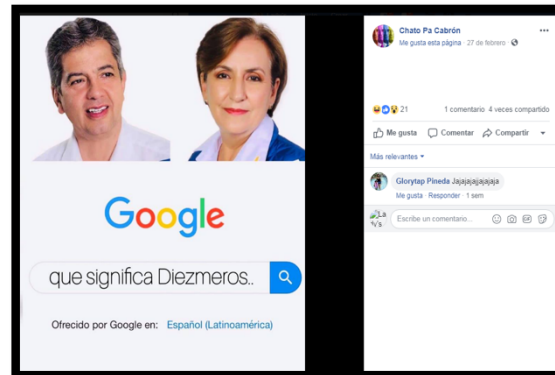 Chato Pa Cabrón
Me gusta esta página · 27 de febrero ·
21
1 comentario 4 veces compartido
Me gusta Comentar Compartir
Más relevantes
Glorytap Pineda Jajajajajajajaja
Me gusta · Responder · 1 sem
Escribe un comentario...
Google
que significa Diezmeros..
Ofrecido por Google en: Español (Latinoamérica)